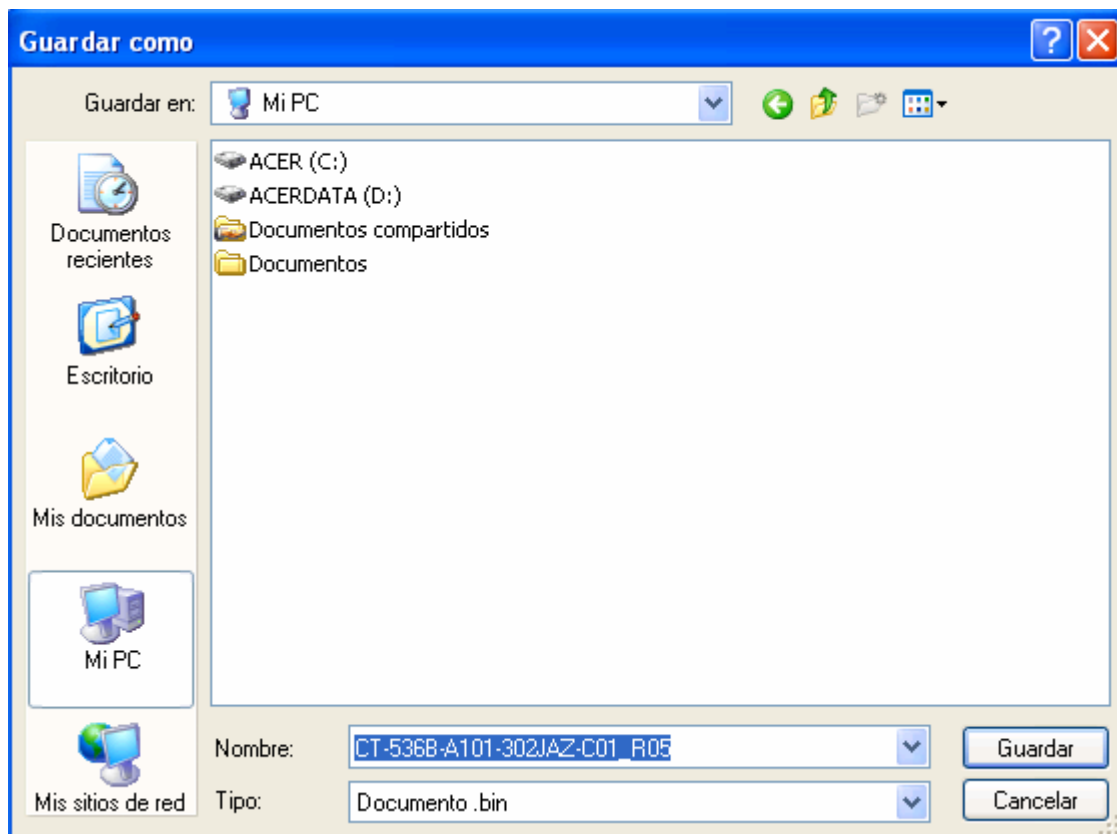 Guardar como
Guardar en:
Mi PC
ACER (C:)
ACERDATA (D:)
Documentos compartidos
Documentos
Documentos
recientes
Escritorio
Mis documentos
Mi PC
Mis sitios de red
Nombre:
CT-536B-A101-302JAZ-C01_R05
Guardar
Tipo:
Documento .bin
Cancelar